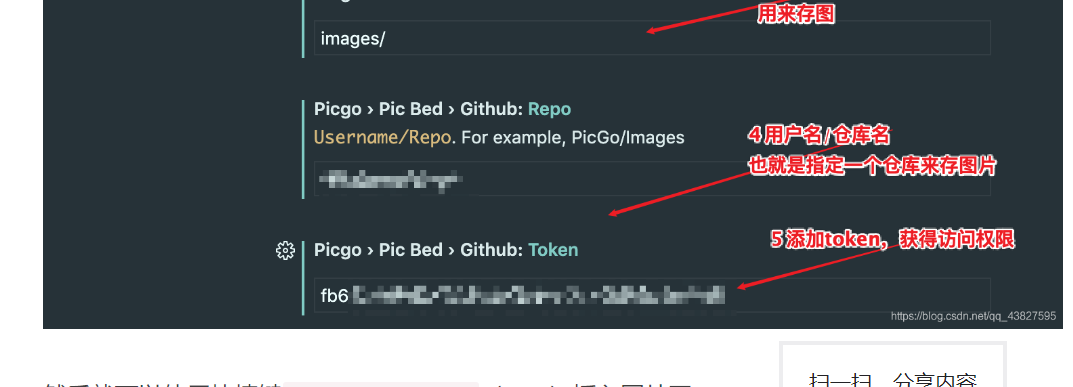 用来存图
images/
Picgo › Pic Bed › Github: Repo
Username/Repo. For example, PicGo/Images
4 用户名/仓库名
也就是指定一个仓库来存图片
Picgo › Pic Bed › Github: Token
5 添加token，获得访问权限
fb6
https://blog.csdn.net/qq_43827595
扫一扫，分享内容